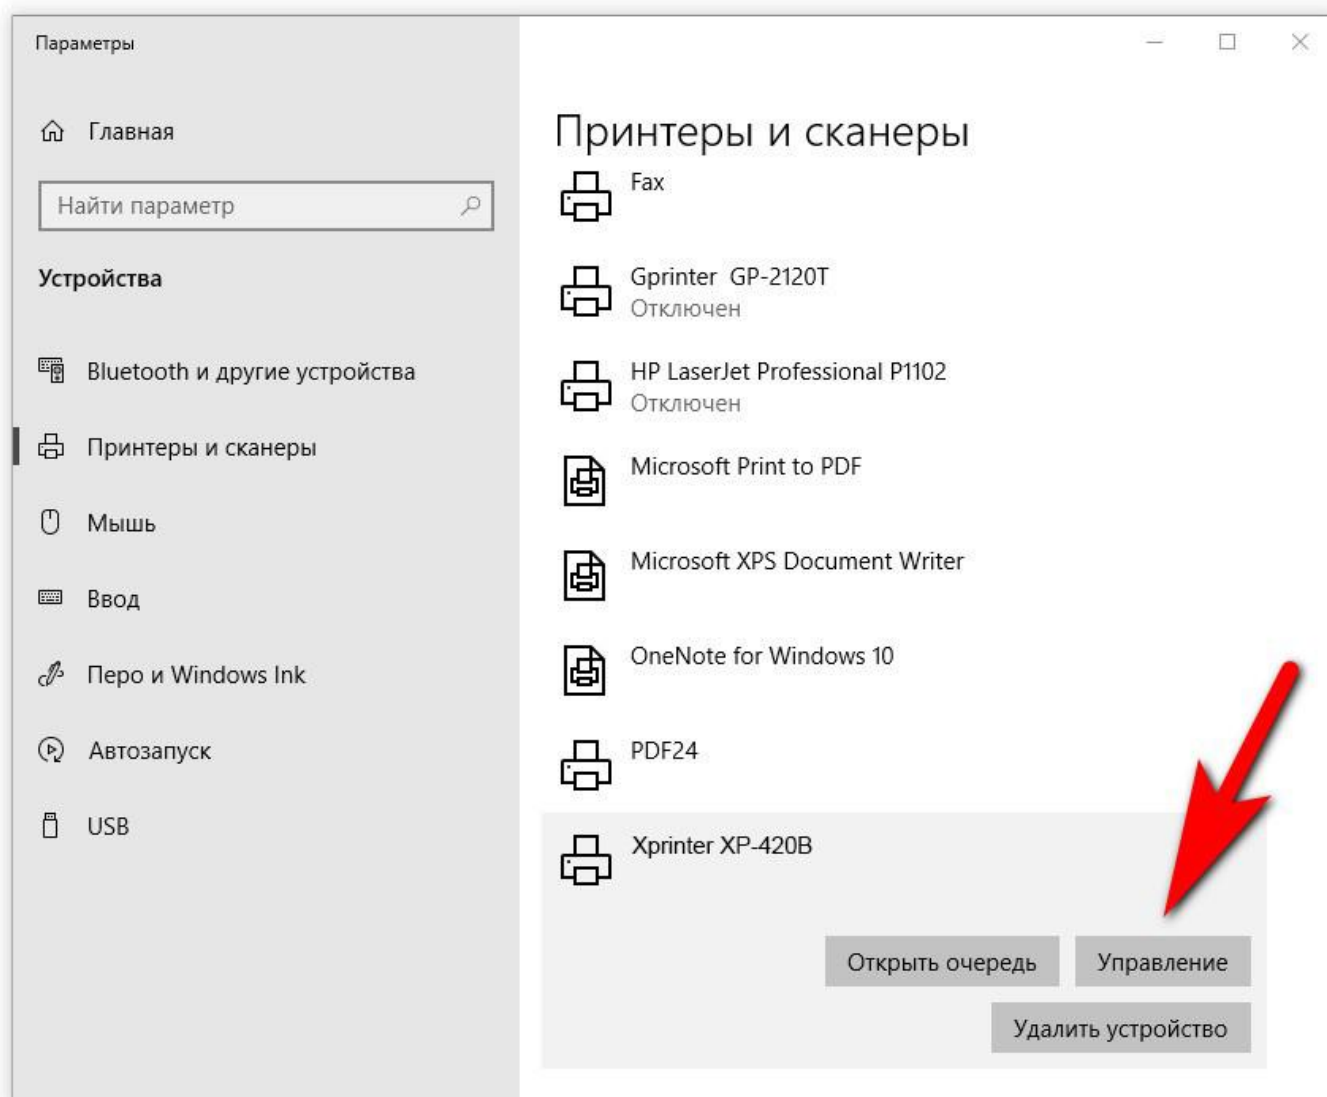 Параметры
Главная
Найти параметр
Устройства
Bluetooth и другие устройства
Принтеры и сканеры
Мышь
Ввод
Перо и Windows Ink
Автозапуск
USB
Принтеры и сканеры
Fax
Gprinter  GP-2120T
Отключен
HP LaserJet Professional P1102
Отключен
Microsoft Print to PDF
Microsoft XPS Document Writer
OneNote for Windows 10
PDF24
Xprinter XP-420B
Открыть очередь
Управление
Удалить устройство